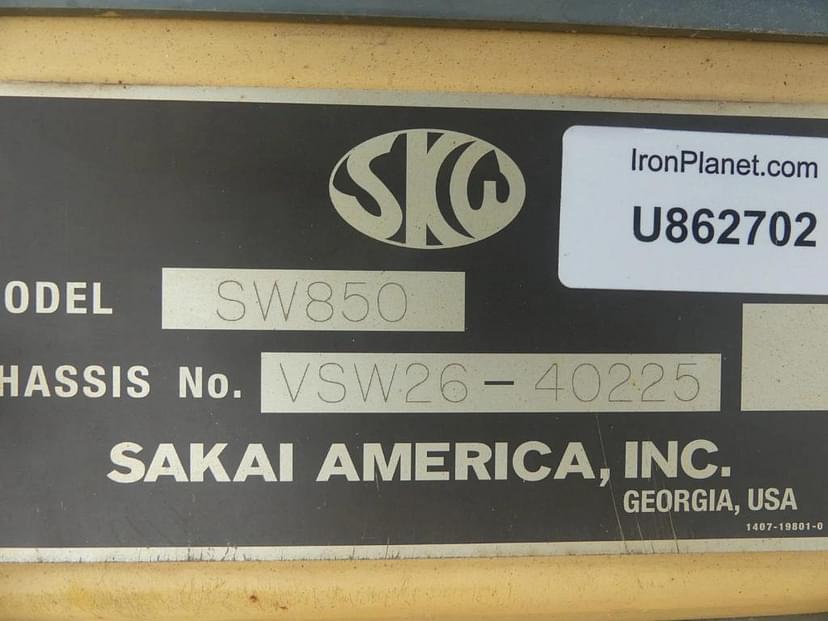 SKW
IronPlanet.com
U862702
ODEL SW850
HASSIS No. VSW26-40225
SAKAI AMERICA, INC.
GEORGIA, USA
1407-19801-0